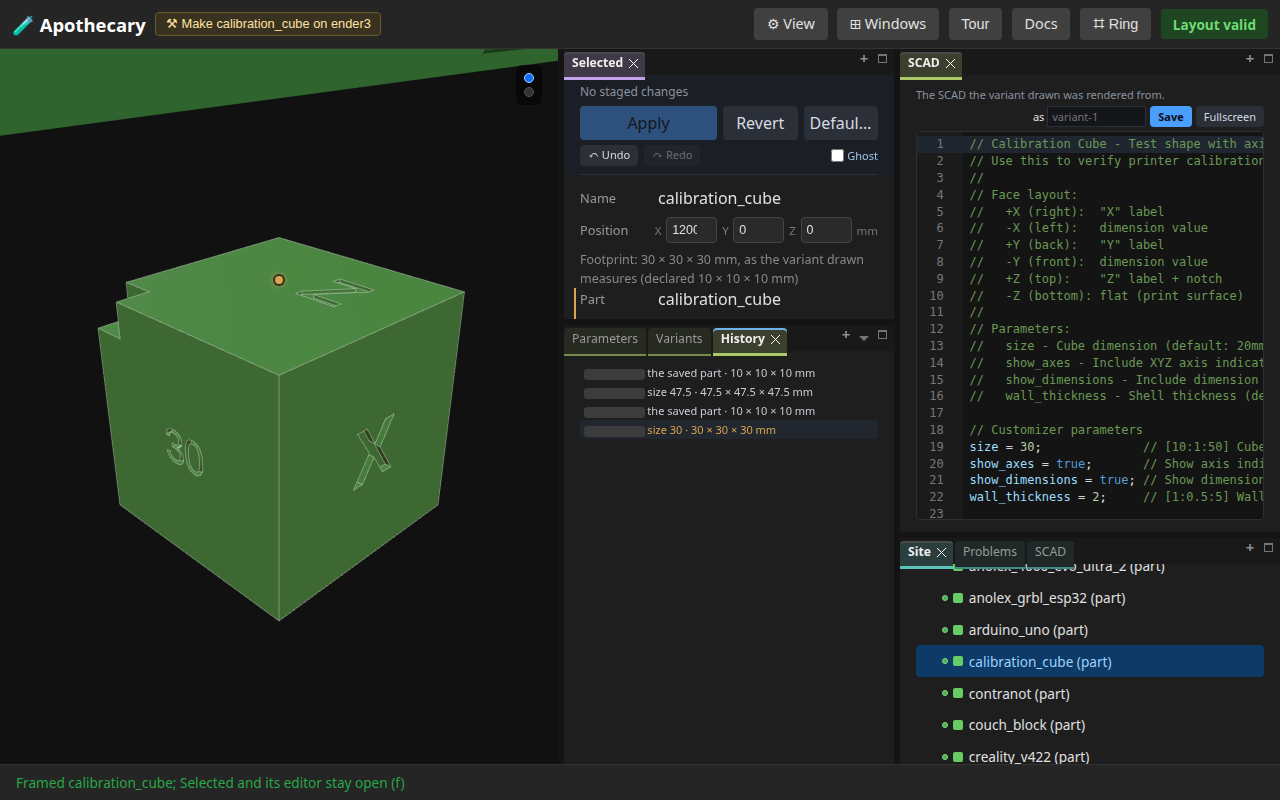 Apothecary
⚒ Make calibration_cube on ender3
⚙ View
⊞ Windows
Tour
Docs
⌗ Ring
Layout valid
30
X
Z
Selected
No staged changes
Apply
Revert
Defaul...
↶ Undo
↷ Redo
Ghost
Name calibration_cube
Position X 1200 Y 0 Z 0 mm
Footprint: 30 × 30 × 30 mm, as the variant drawn
measures (declared 10 × 10 × 10 mm)
Part calibration_cube
Parameters
Variants
History
the saved part · 10 × 10 × 10 mm
size 47.5 · 47.5 × 47.5 × 47.5 mm
the saved part · 10 × 10 × 10 mm
size 30 · 30 × 30 × 30 mm
SCAD
The SCAD the variant drawn was rendered from.
as variant-1 Save Fullscreen
1 // Calibration Cube - Test shape with axi
2 // Use this to verify printer calibration
3 //
4 // Face layout:
5 //   +X (right):  "X" label
6 //   -X (left):   dimension value
7 //   +Y (back):   "Y" label
8 //   -Y (front):  dimension value
9 //   +Z (top):    "Z" label + notch
10 //   -Z (bottom): flat (print surface)
11 //
12 // Parameters:
13 //   size - Cube dimension (default: 20mm
14 //   show_axes - Include XYZ axis indicat
15 //   show_dimensions - Include dimension
16 //   wall_thickness - Shell thickness (de
17
18 // Customizer parameters
19 size = 30;              // [10:1:50] Cube
20 show_axes = true;       // Show axis indi
21 show_dimensions = true; // Show dimension
22 wall_thickness = 2;     // [1:0.5:5] Wall
23
Site
Problems
SCAD
anolex_4060_evo_ultra_2 (part)
anolex_grbl_esp32 (part)
arduino_uno (part)
calibration_cube (part)
contranot (part)
couch_block (part)
creality_v422 (part)
Framed calibration_cube; Selected and its editor stay open (f)